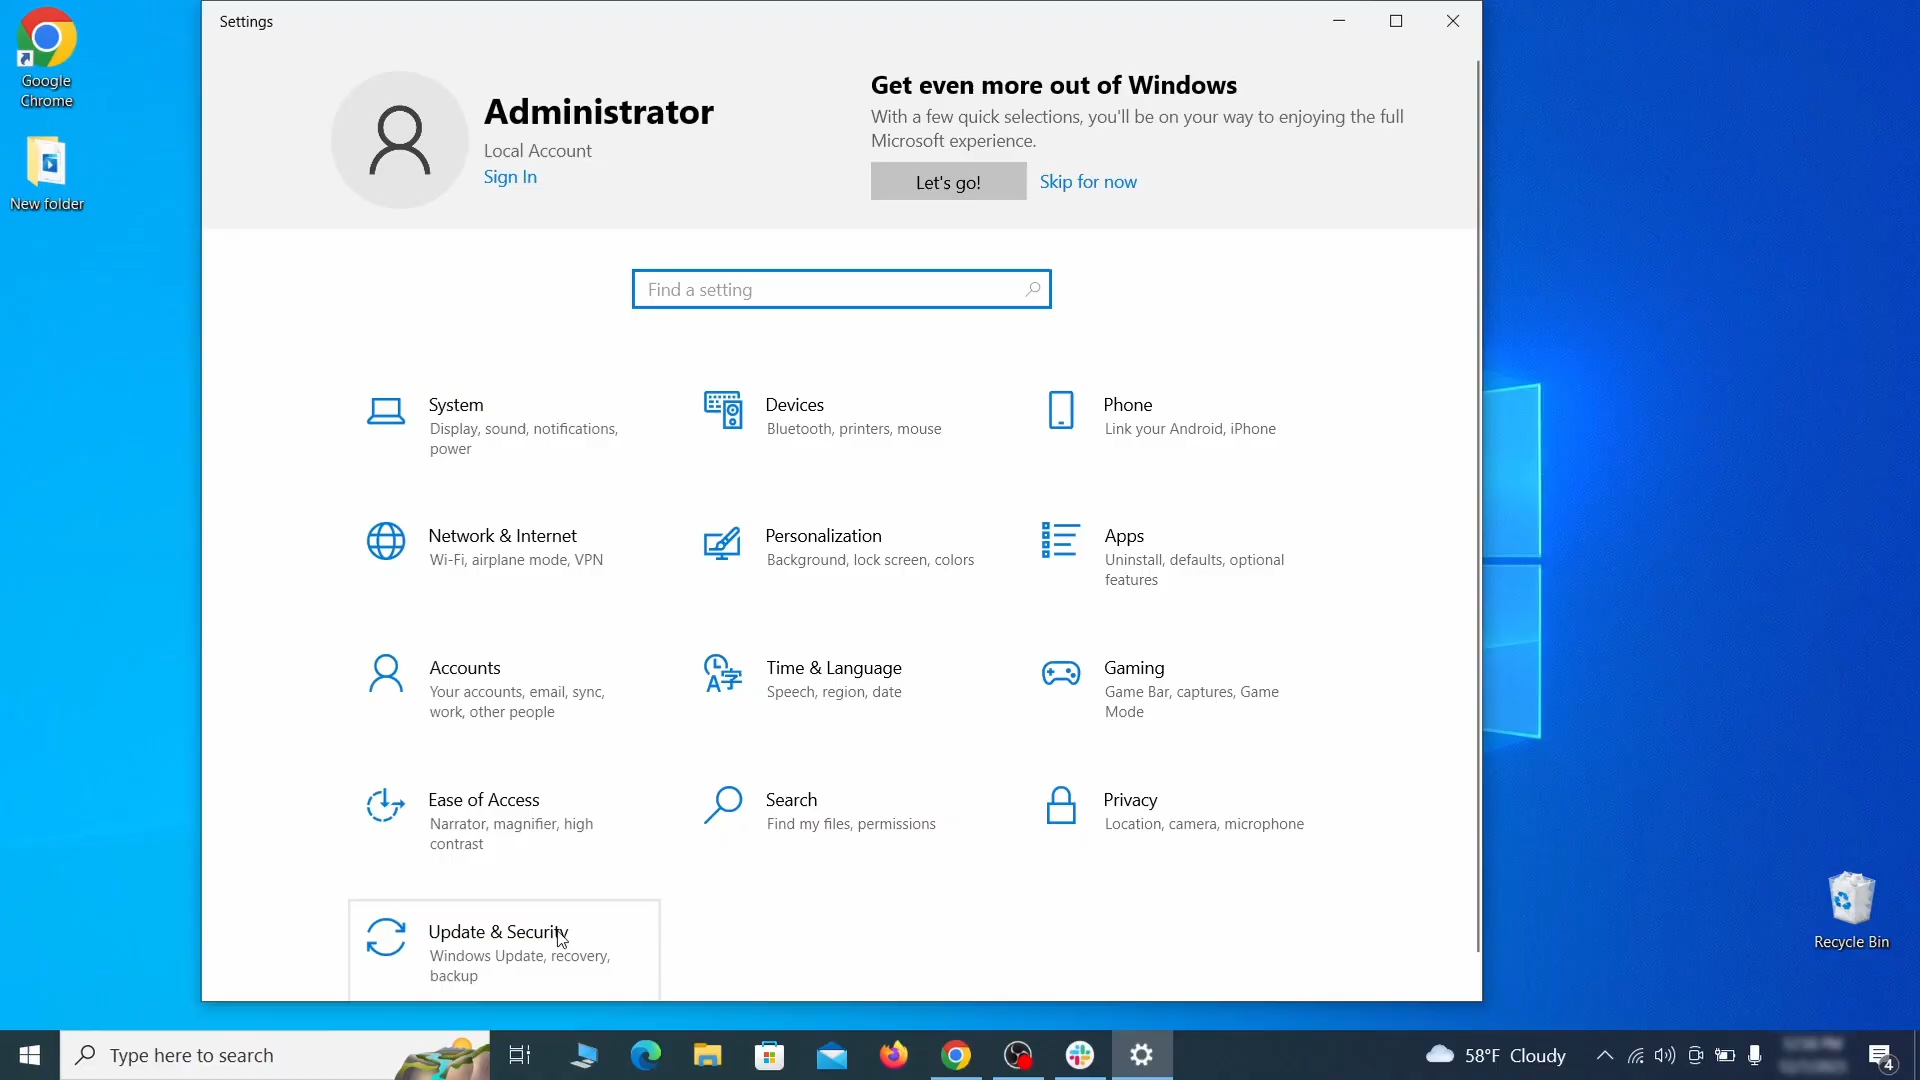 Settings
Google
Chrome
New folder
Administrator
Local Account
Sign In
Get even more out of Windows
With a few quick selections, you'll be on your way to enjoying the full
Microsoft experience.
Let's go!
Skip for now
Find a setting
System
Display, sound, notifications,
power
Devices
Bluetooth, printers, mouse
Phone
Link your Android, iPhone
Network & Internet
Wi-Fi, airplane mode, VPN
Personalization
Background, lock screen, colors
Apps
Uninstall, defaults, optional
features
Accounts
Your accounts, email, sync,
work, other people
Time & Language
Speech, region, date
Gaming
Game Bar, captures, Game
Mode
Ease of Access
Narrator, magnifier, high
contrast
Search
Find my files, permissions
Privacy
Location, camera, microphone
Update & Security
Windows Update, recovery,
backup
Recycle Bin
Type here to search
58°F Cloudy
4